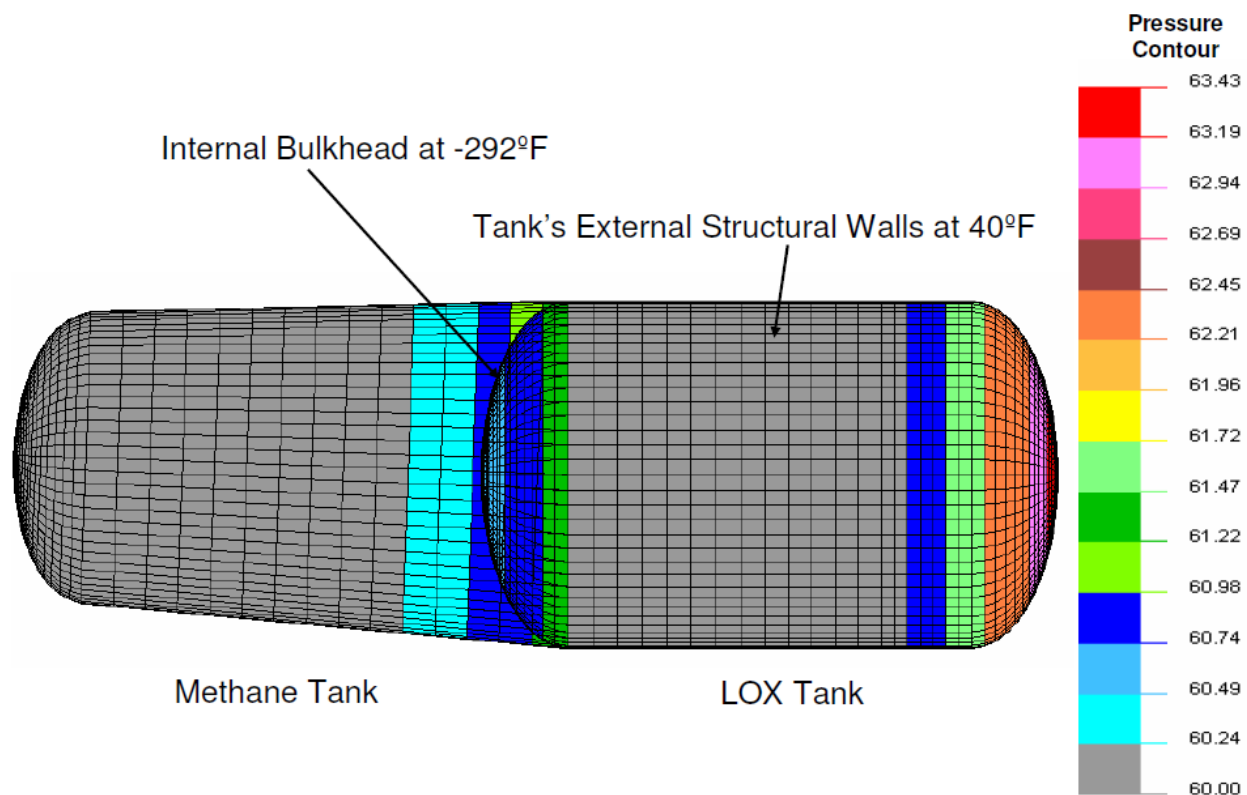 Pressure
Contour
63.43
63.19
Internal Bulkhead at -292ºF
62.94
Tank's External Structural Walls at 40ºF
62.69
62.45
62.21
61.96
61.72
61.47
61.22
60.98
60.74
Methane Tank
LOX Tank
60.49
60.24
60.00